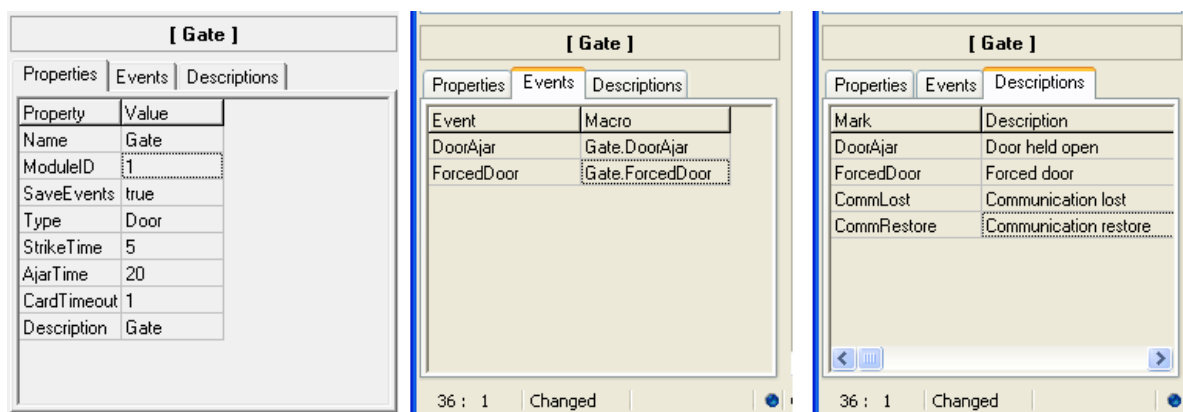 [ Gate ]
Properties Events Descriptions
Property Value
Name Gate
ModuleID 1
SaveEvents true
Type Door
StrikeTime 5
AjarTime 20
CardTimeout 1
Description Gate
[ Gate ]
Properties Events Descriptions
Event Macro
DoorAjar Gate.DoorAjar
ForcedDoor Gate.ForcedDoor
36: 1 Changed
[ Gate ]
Properties Events Descriptions
Mark Description
DoorAjar Door held open
ForcedDoor Forced door
CommLost Communication lost
CommRestore Communication restore
36: 1 Changed